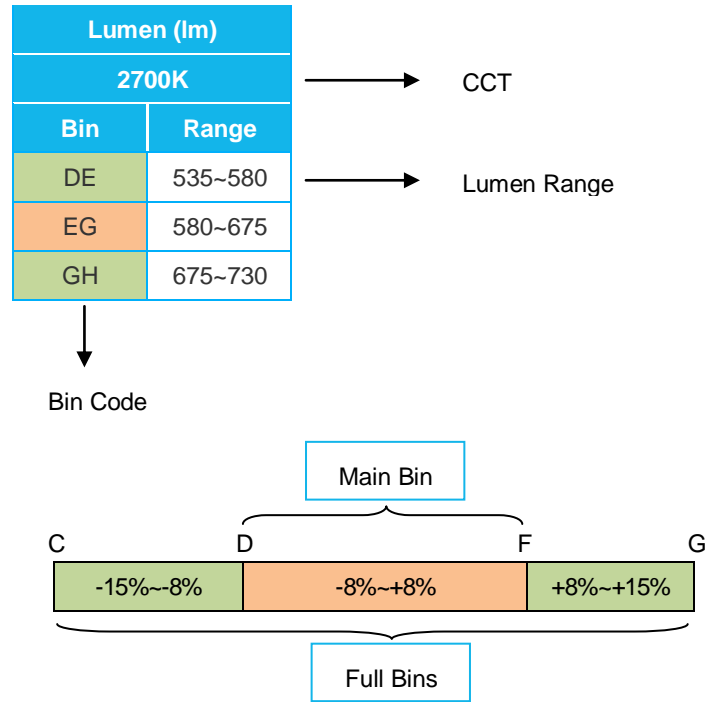 Lumen (lm)
2700K
CCT
Bin Range
DE 535~580
Lumen Range
EG 580~675
GH 675~730
Bin Code
Main Bin
C D F G
-15%~-8% -8%~+8% +8%~+15%
Full Bins